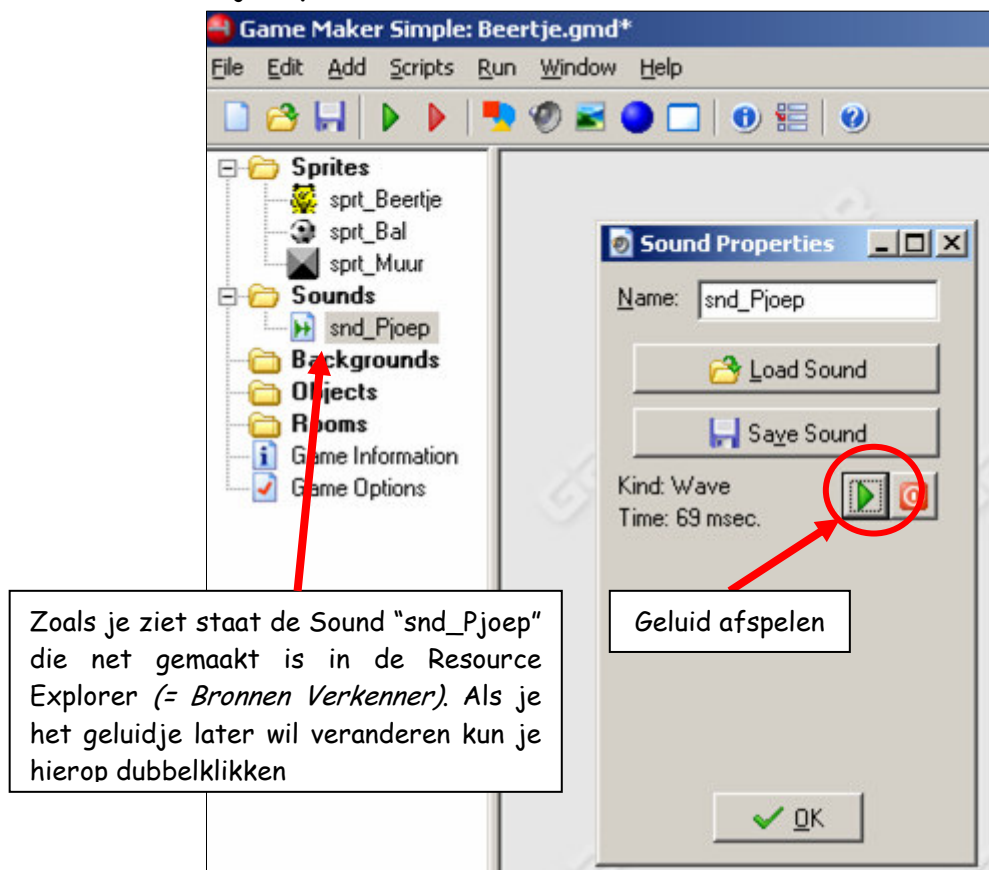 Game Maker Simple: Beertje.gmd*
File Edit Add Scripts Run Window Help
Sprites
sprt_Beertje
sprt_Bal
sprt_Muur
Sounds
snd_Pjoep
Backgrounds
Objects
Rooms
Game Information
Game Options
Sound Properties
Name: snd_Pjoep
Load Sound
Save Sound
Kind: Wave
Time: 69 msec.
OK
Zoals je ziet staat de Sound “snd_Pjoep”
die net gemaakt is in de Resource
Explorer (= Bronnen Verkenner). Als je
het geluidje later wil veranderen kun je
hierop dubbelklikken
Geluid afspelen